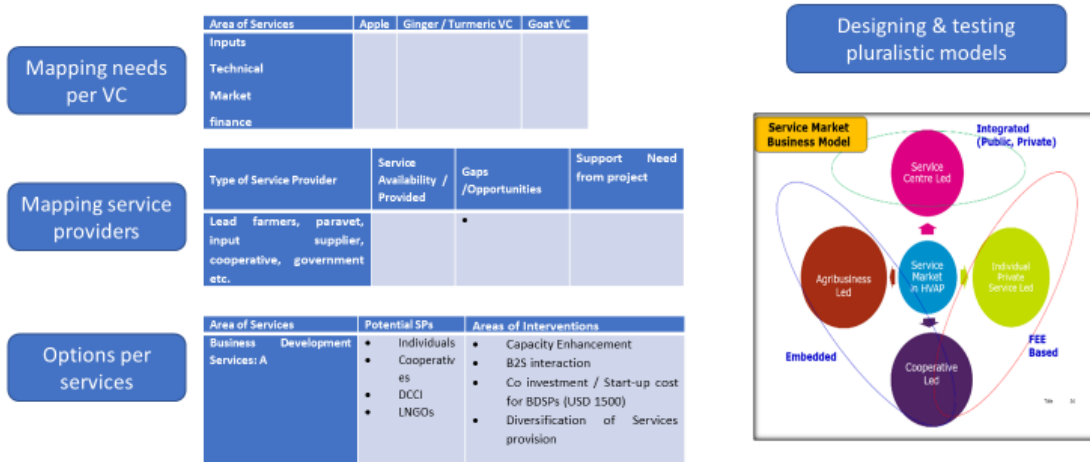 Mapping needs
per VC
Area of Services Apple Ginger / Turmeric VC Goat VC
Inputs
Technical
Market
finance
Mapping service
providers
Type of Service Provider
Service
Availability /
Provided
Gaps
/Opportunities
Support Need
from project
Lead farmers, paravet,
input supplier,
cooperative, government
etc.
•
Options per
services
Area of Services Potential SPs Areas of Interventions
Business Development
Services: A
• Individuals
• Cooperativ
es
• DCCI
• LNGOs
• Capacity Enhancement
• B2S interaction
• Co investment / Start-up cost
for BDSPs (USD 1500)
• Diversification of Services
provision
Designing & testing
pluralistic models
Service Market
Business Model
Integrated
(Public, Private)
Service
Centre Led
Agribusiness
Led
Service
Market
in HVAP
Individual
Private
Service Led
Cooperative
Led
Embedded
FEE
Based